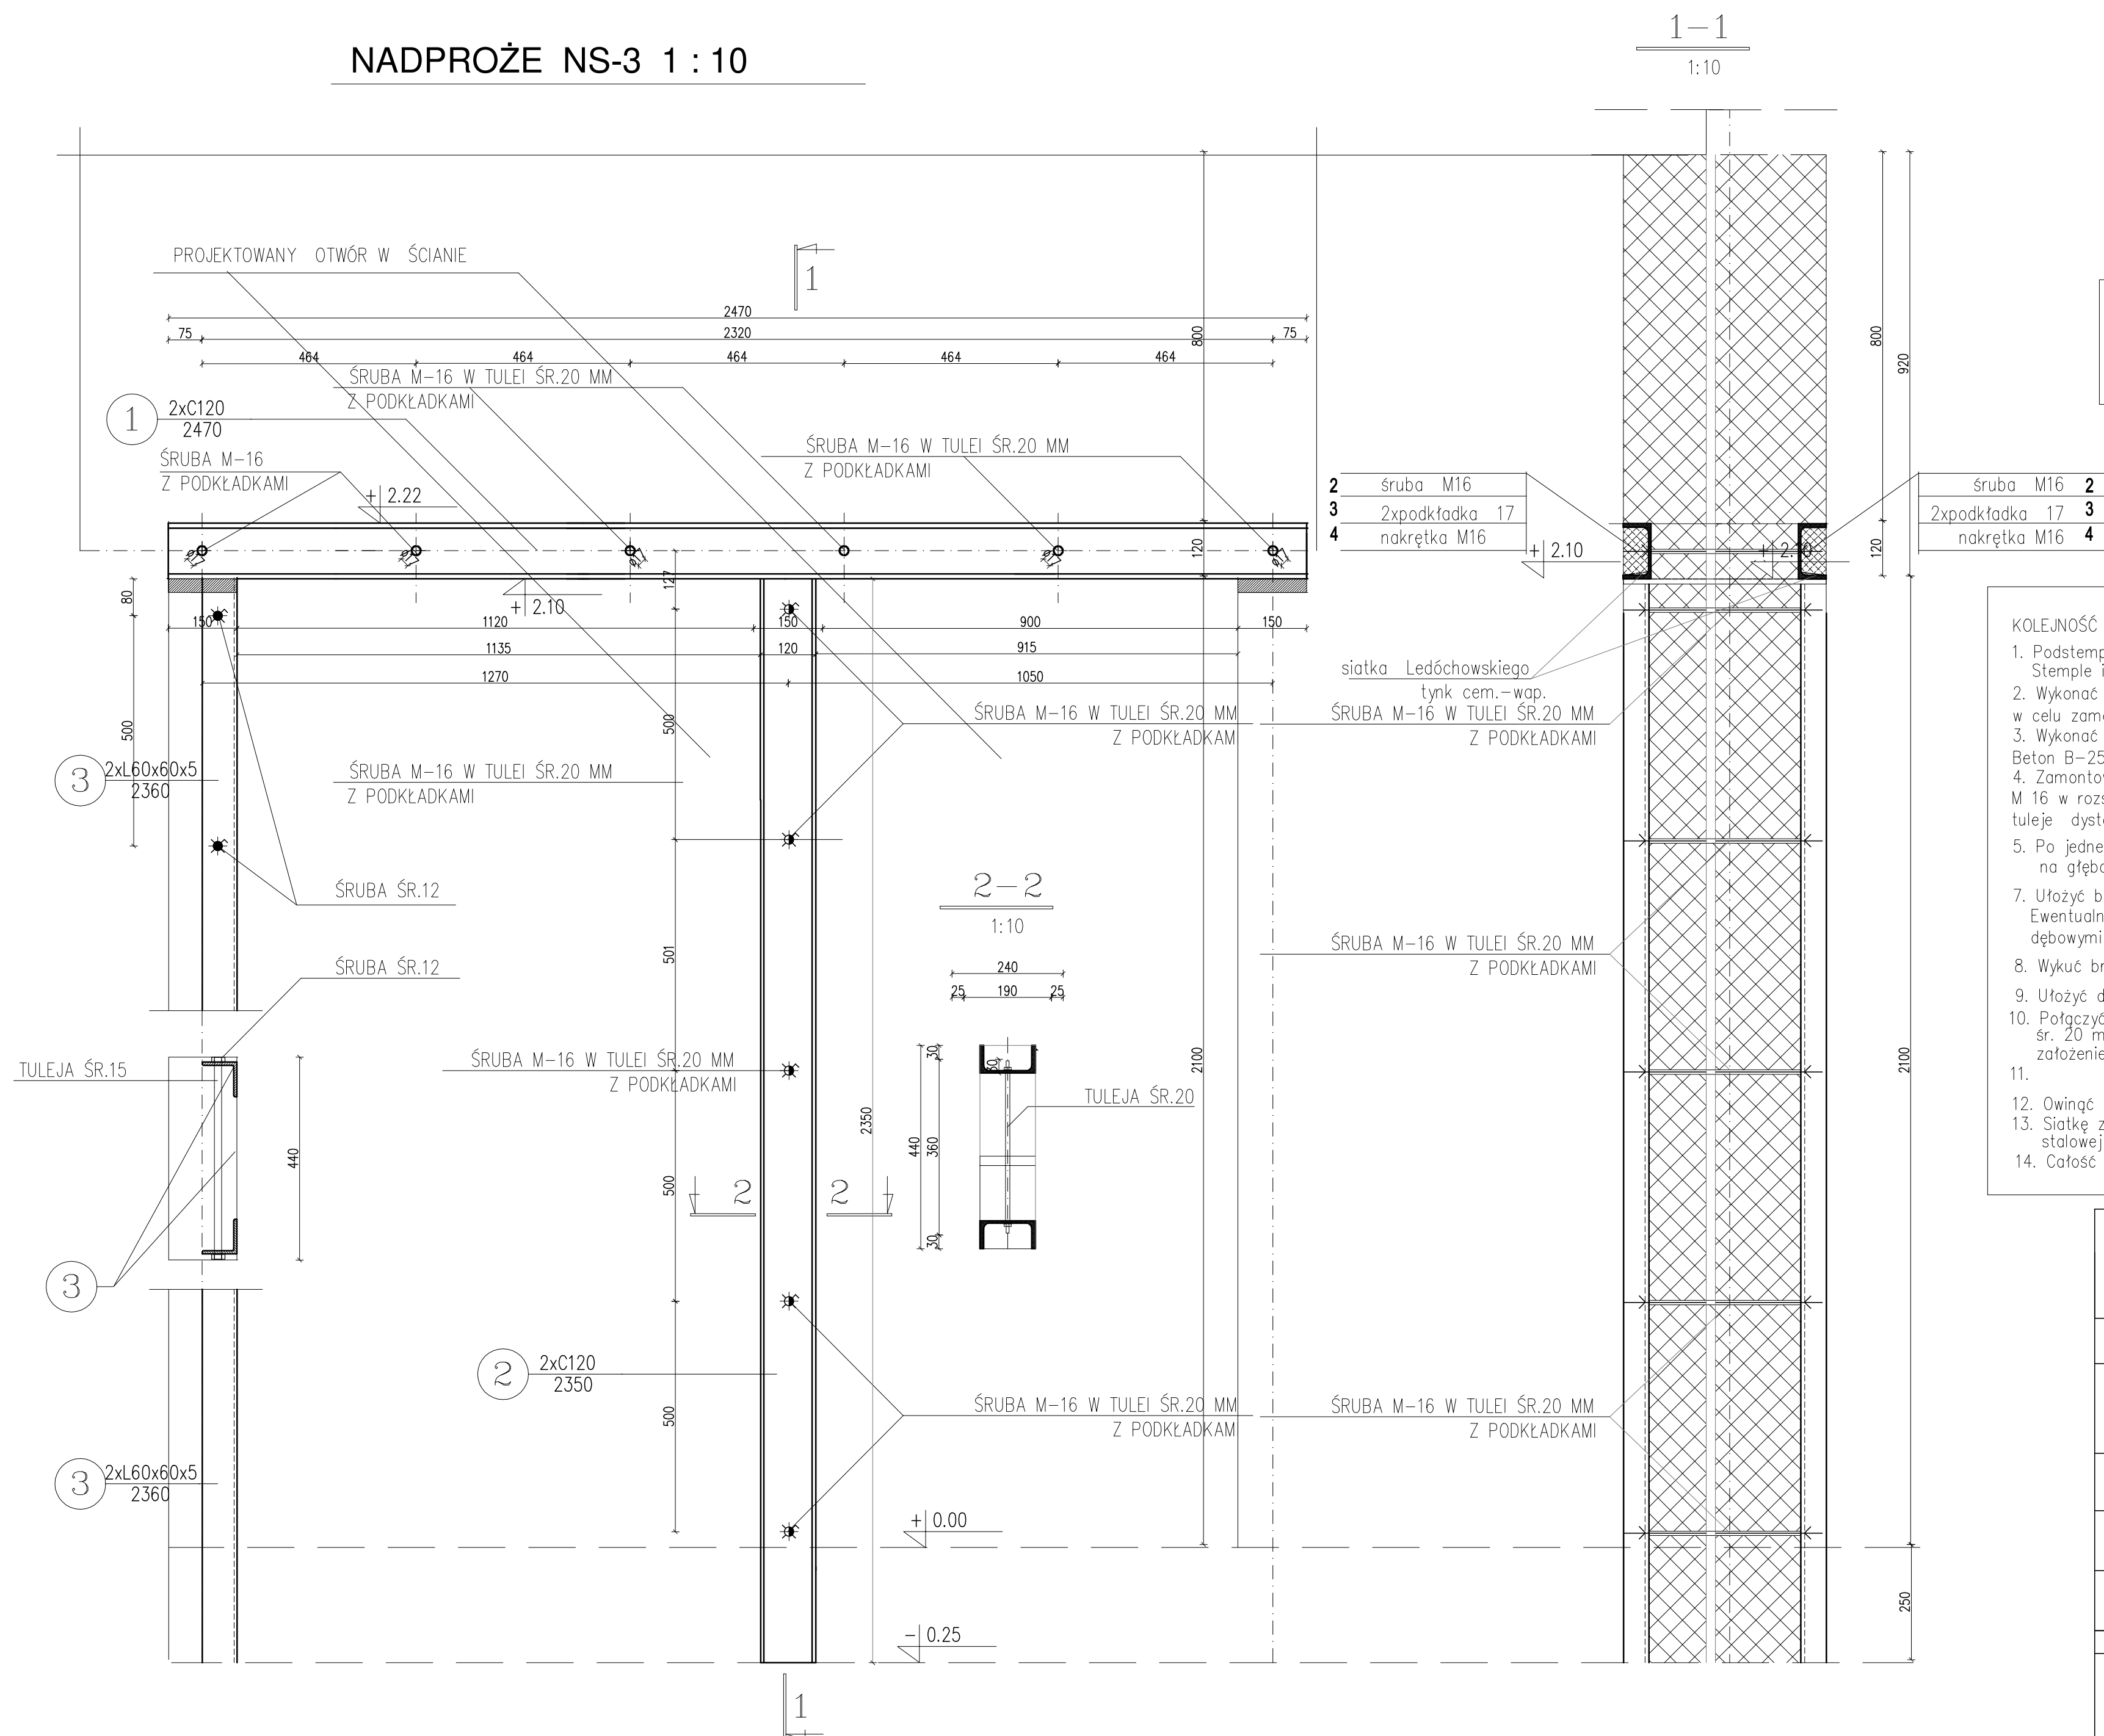 NADPROŻE NS-3 1 : 10
1-1
1:10
PROJEKTOWANY OTWÓR W ŚCIANIE
1
2470
75
2320
75
464
464
464
464
464
800
800
920
ŚRUBA M-16 W TULEI ŚR.20 MM
Z PODKŁADKAMI
1
2xC120
2470
ŚRUBA M-16
Z PODKŁADKAMI
ŚRUBA M-16 W TULEI ŚR.20 MM
Z PODKŁADKAMI
+ 2.22
2 śruba M16
3 2xpodkładka 17
4 nakrętka M16
śruba M16 2
2xpodkładka 17 3
nakrętka M16 4
+ 2.10
120
120
127
80
+ 2.10
150
1120
150
900
150
1135
120
915
1270
1050
siatka Ledóchowskiego
tynk cem.-wap.
ŚRUBA M-16 W TULEI ŚR.20 MM
Z PODKŁADKAM
ŚRUBA M-16 W TULEI ŚR.20 MM
Z PODKŁADKAMI
500
500
3
2xL60x60x5
2360
ŚRUBA M-16 W TULEI ŚR.20 MM
Z PODKŁADKAMI
ŚRUBA ŚR.12
2-2
1:10
ŚRUBA ŚR.12
501
240
25
190
25
ŚRUBA M-16 W TULEI ŚR.20 MM
Z PODKŁADKAMI
TULEJA ŚR.15
ŚRUBA M-16 W TULEI ŚR.20 MM
Z PODKŁADKAMI
30
30
TULEJA ŚR.20
2100
2100
2350
440
440
360
30
500
2
2
3
2
2xC120
2350
500
ŚRUBA M-16 W TULEI ŚR.20 MM
Z PODKŁADKAM
ŚRUBA M-16 W TULEI ŚR.20 MM
Z PODKŁADKAMI
3
2xL60x60x5
2360
+ 0.00
250
- 0.25
1
KOLEJNOŚĆ
1. Podstemp
Stemple i
2. Wykonać
w celu zam
3. Wykonać
Beton B-25
4. Zamontow
M 16 w rozs
tuleje dyst
5. Po jedne
na głębo
7. Ułożyć b
Ewentualn
dębowymi
8. Wykuć br
9. Ułożyć d
10. Połączyć
śr. 20 m
założenie
11.
12. Owinąć
13. Siatkę z
stalowej
14. Całość